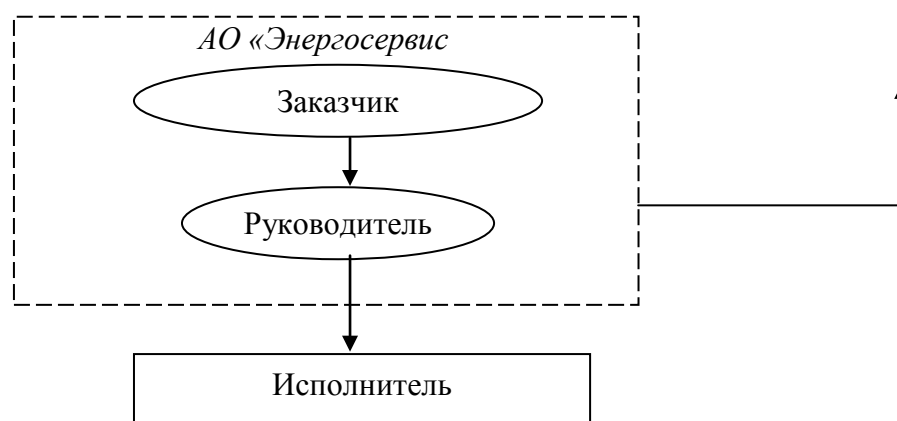 АО «Энергосервис
Заказчик
Руководитель
Исполнитель